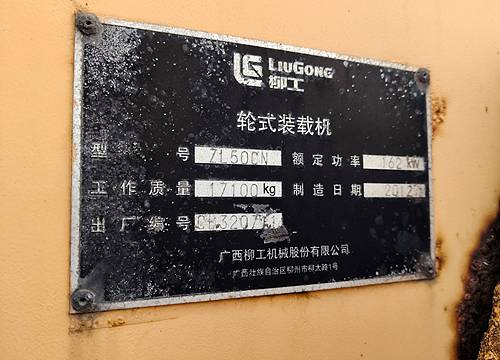 LIUGONG
柳工
轮式装载机
型 号 ZL50CN 额定功率 162 kW
工作质量 17100 kg 制造日期 2012
出厂编号
广西柳工机械股份有限公司
广西壮族自治区柳州市柳太路1号